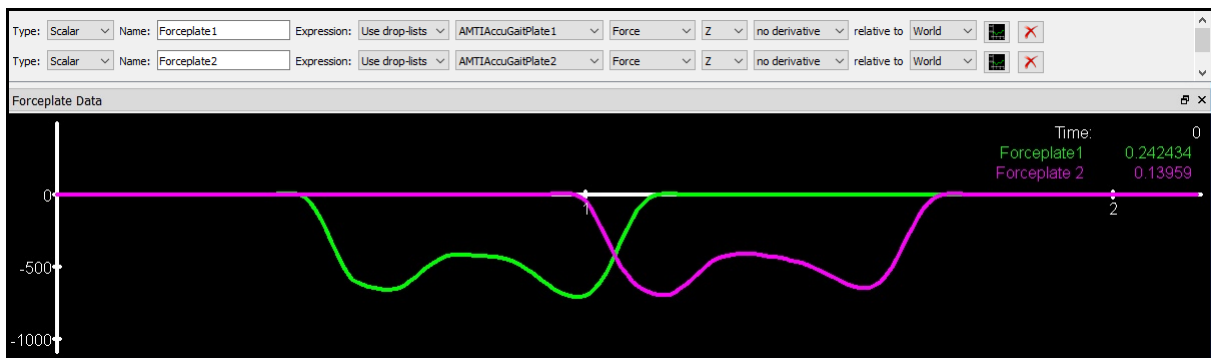 Type: Scalar Name: Forceplate1 Expression: Use drop-lists AMTIAccuGaitPlate1 Force Z no derivative relative to World
Type: Scalar Name: Forceplate2 Expression: Use drop-lists AMTIAccuGaitPlate2 Force Z no derivative relative to World
Forceplate Data
Time: 0
Forceplate1 0.242434
Forceplate 2 0.13959
0
1
2
-500
-1000